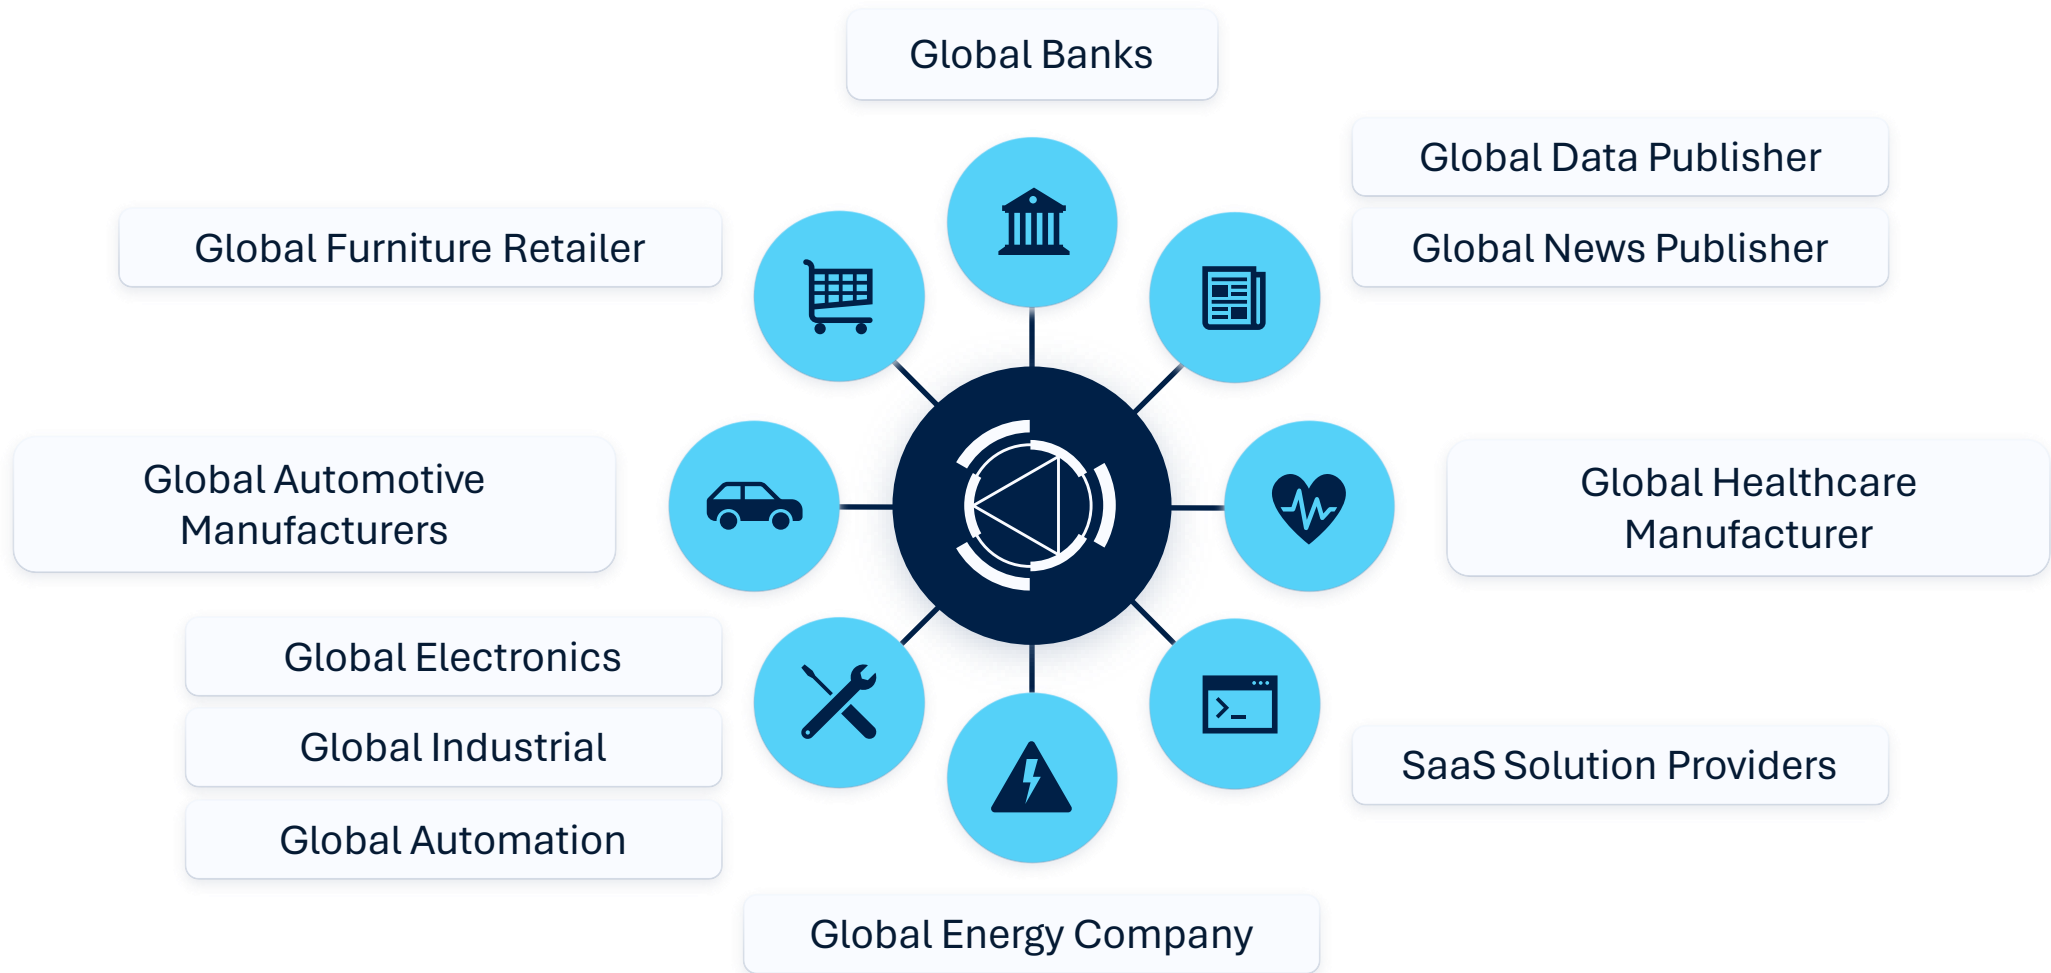 Global Banks
Global Data Publisher
Global News Publisher
Global Furniture Retailer
Global Automotive
Manufacturers
Global Healthcare
Manufacturer
Global Electronics
Global Industrial
Global Automation
SaaS Solution Providers
Global Energy Company